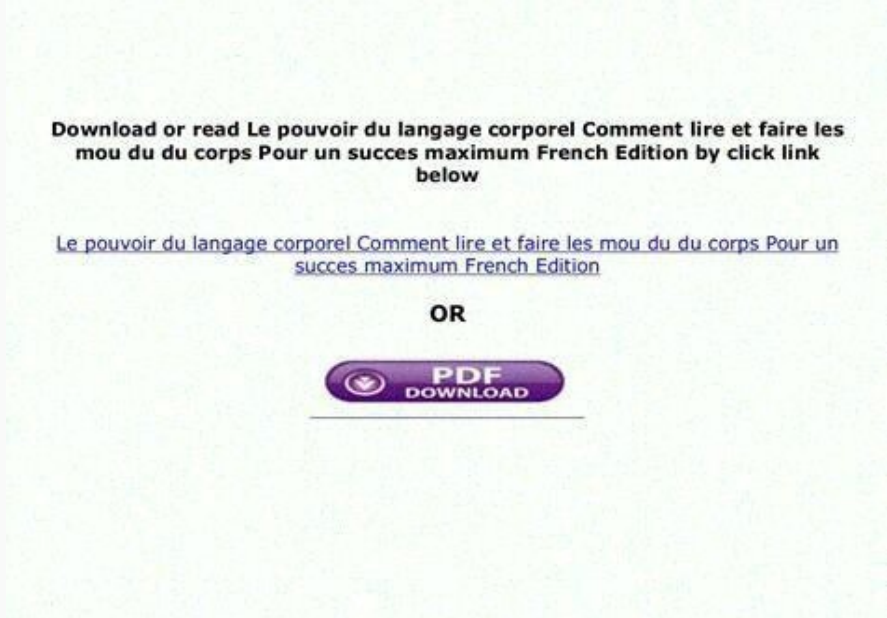 Download or read Le pouvoir du langage corporel Comment lire et faire les
mou du du corps Pour un succes maximum French Edition by click link
below
Le pouvoir du langage corporel Comment lire et faire les mou du du corps Pour un
succes maximum French Edition
OR
PDF
DOWNLOAD